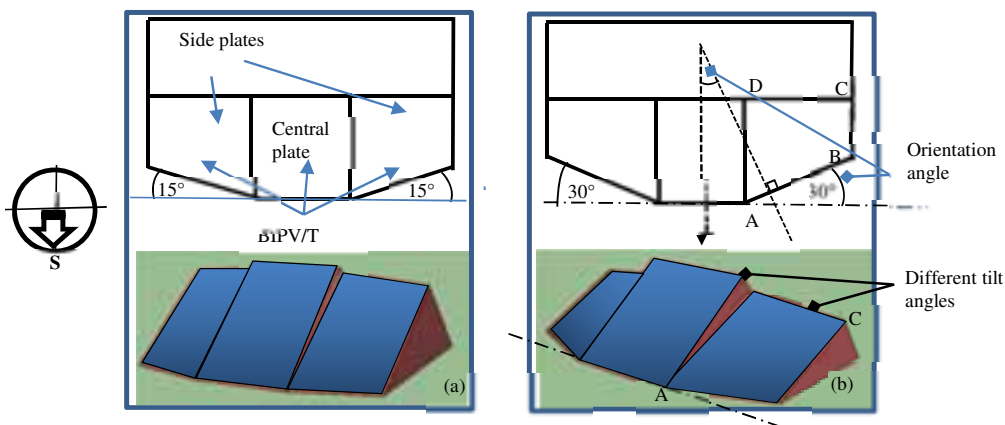 Side plates
Central
plate
15°
15°
BIPV/T
S
(a)
D
C
B
30°
30°
A
Orientation
angle
Different tilt
angles
C
A
(b)